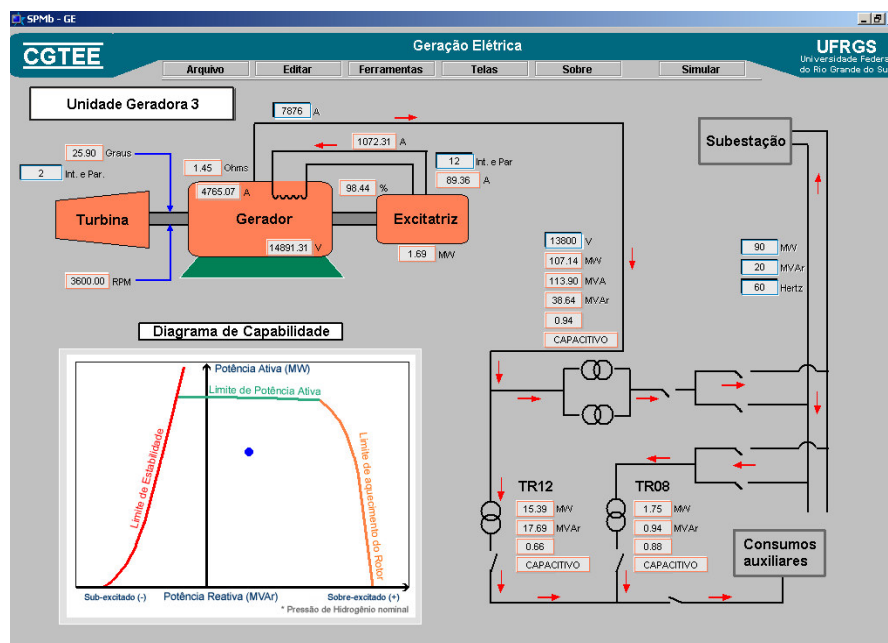 SPMb - GE
CGTEE
Geração Elétrica
UFRGS
Universidade Federa
do Rio Grande do Su
Arquivo
Editar
Ferramentas
Telas
Sobre
Simular
Unidade Geradora 3
7876 A
25.90 Graus
2 Int. e Par.
1.45 Ohms
1072.31 A
12 Int. e Par
89.36 A
4765.07 A
98.44 %
Turbina
Gerador
Excitatriz
14891.31 V
1.69 MW
3600.00 RPM
Subestação
13800 V
107.14 MW
113.90 MVA
38.64 MVAr
0.94
CAPACITIVO
90 MW
20 MVAr
60 Hertz
Diagrama de Capabilidade
Potência Ativa (MW)
Limite de Potência Ativa
Limite de Estabilidade
Limite de aquecimento do Rotor
Sub-excitado (-)
Potência Reativa (MVAr)
Sobre-excitado (+)
* Pressão de Hidrogênio nominal
TR12
15.39 MW
17.69 MVAr
0.66
CAPACITIVO
TR08
1.75 MW
0.94 MVAr
0.88
CAPACITIVO
Consumos
auxiliares